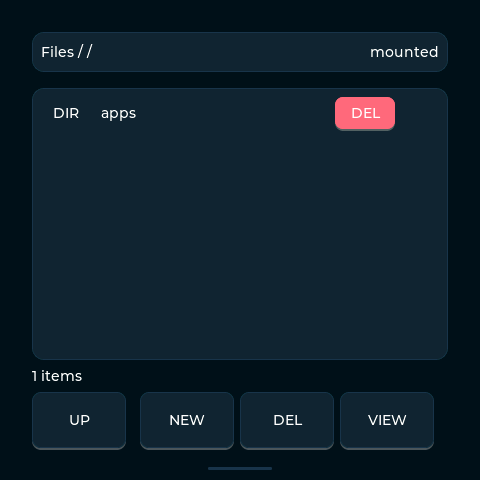 Files / /    mounted
DIR    apps    DEL
1 items
UP    NEW    DEL    VIEW